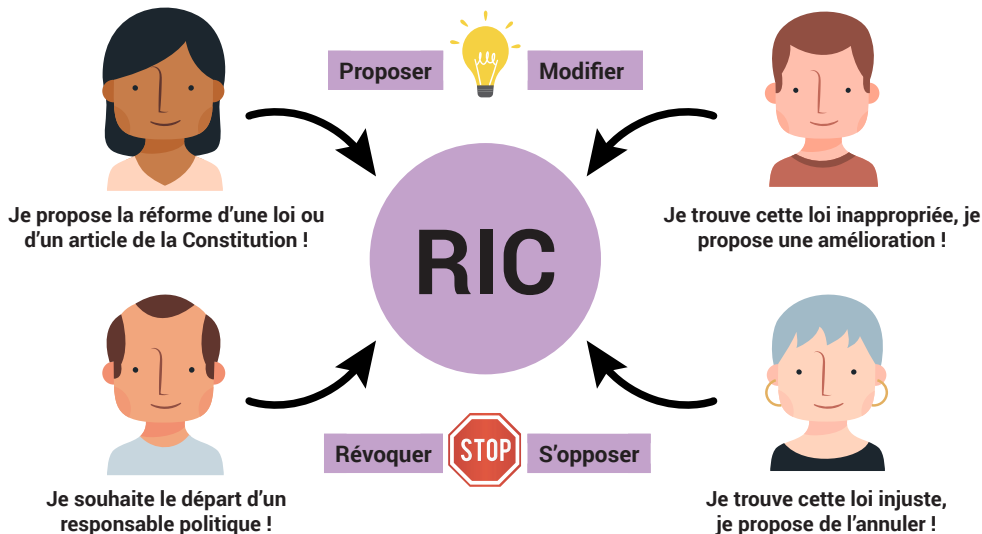 Proposer
Modifier
Je propose la réforme d'une loi ou
d'un article de la Constitution !
Je trouve cette loi inappropriée, je
propose une amélioration !
RIC
Révoquer
STOP
S'opposer
Je souhaite le départ d'un
responsable politique !
Je trouve cette loi injuste,
je propose de l'annuler !